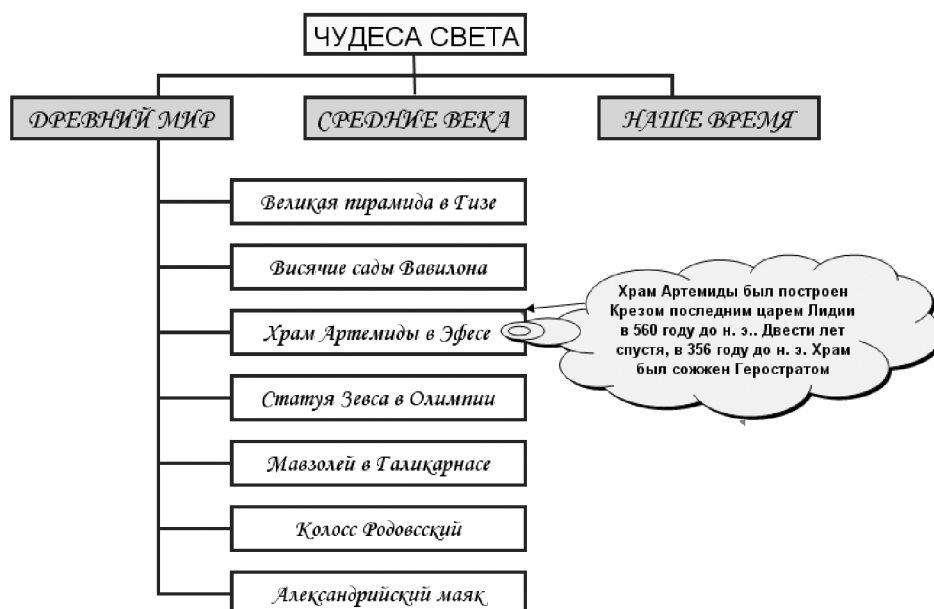 ЧУДЕСА СВЕТА
ДРЕВНИЙ МИР
СРЕДНИЕ ВЕКА
НАШЕ ВРЕМЯ
Великая пирамида в Гизе
Висячие сады Вавилона
Храм Артемиды в Эфесе
Статуя Зевса в Олимпии
Мавзолей в Галикарнасе
Колосс Родовсский
Александрийский маяк
Храм Артемиды был построен
Крезом последним царем Лидии
в 560 году до н. э.. Двести лет
спустя, в 356 году до н. э. Храм
был сожжен Геростратом